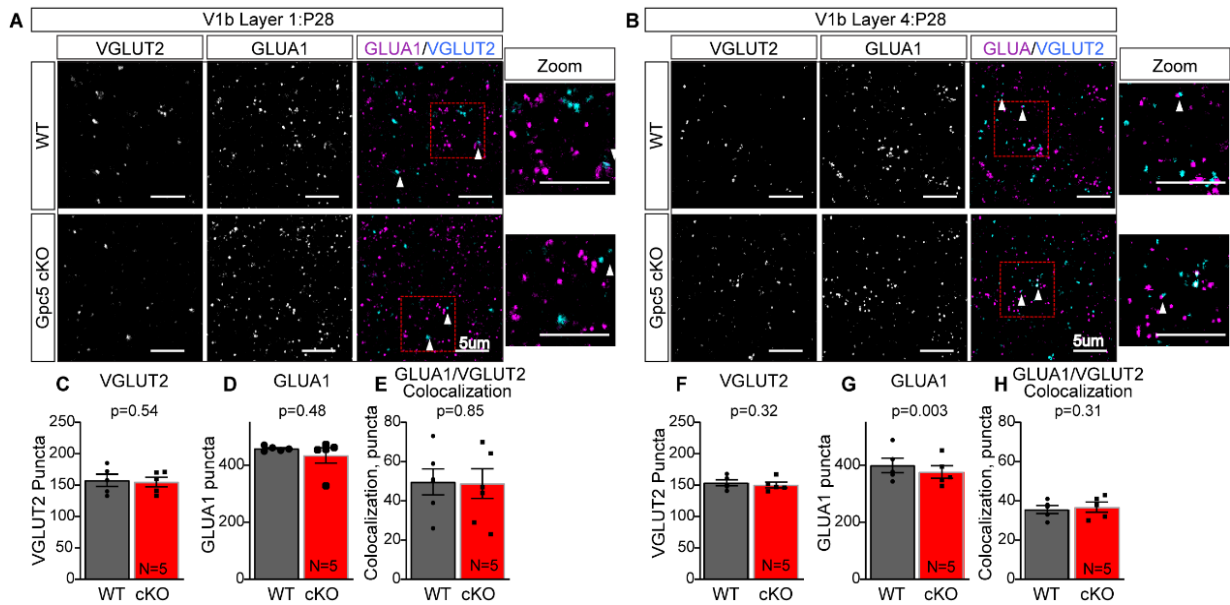 A
V1b Layer 1:P28
VGLUT2
GLUA1
GLUA1/VGLUT2
Zoom
WT
Gpc5 cKO
5um
B
V1b Layer 4:P28
VGLUT2
GLUA1
GLUA/VGLUT2
Zoom
WT
Gpc5 cKO
5um
C
VGLUT2
p=0.54
VGLUT2 Puncta
250
200
150
100
50
0
N=5
WT cKO
D
GLUA1
p=0.48
GLUA1 puncta
400
200
0
N=5
WT cKO
E
GLUA1/VGLUT2
Colocalization
p=0.85
Colocalization, puncta
80
60
40
20
0
N=5
WT cKO
F
VGLUT2
p=0.32
VGLUT2 Puncta
250
200
150
100
50
0
N=5
WT cKO
G
GLUA1
p=0.003
GLUA1 puncta
400
200
0
N=5
WT cKO
H
GLUA1/VGLUT2
Colocalization
p=0.31
Colocalization, puncta
80
60
40
20
0
N=5
WT cKO